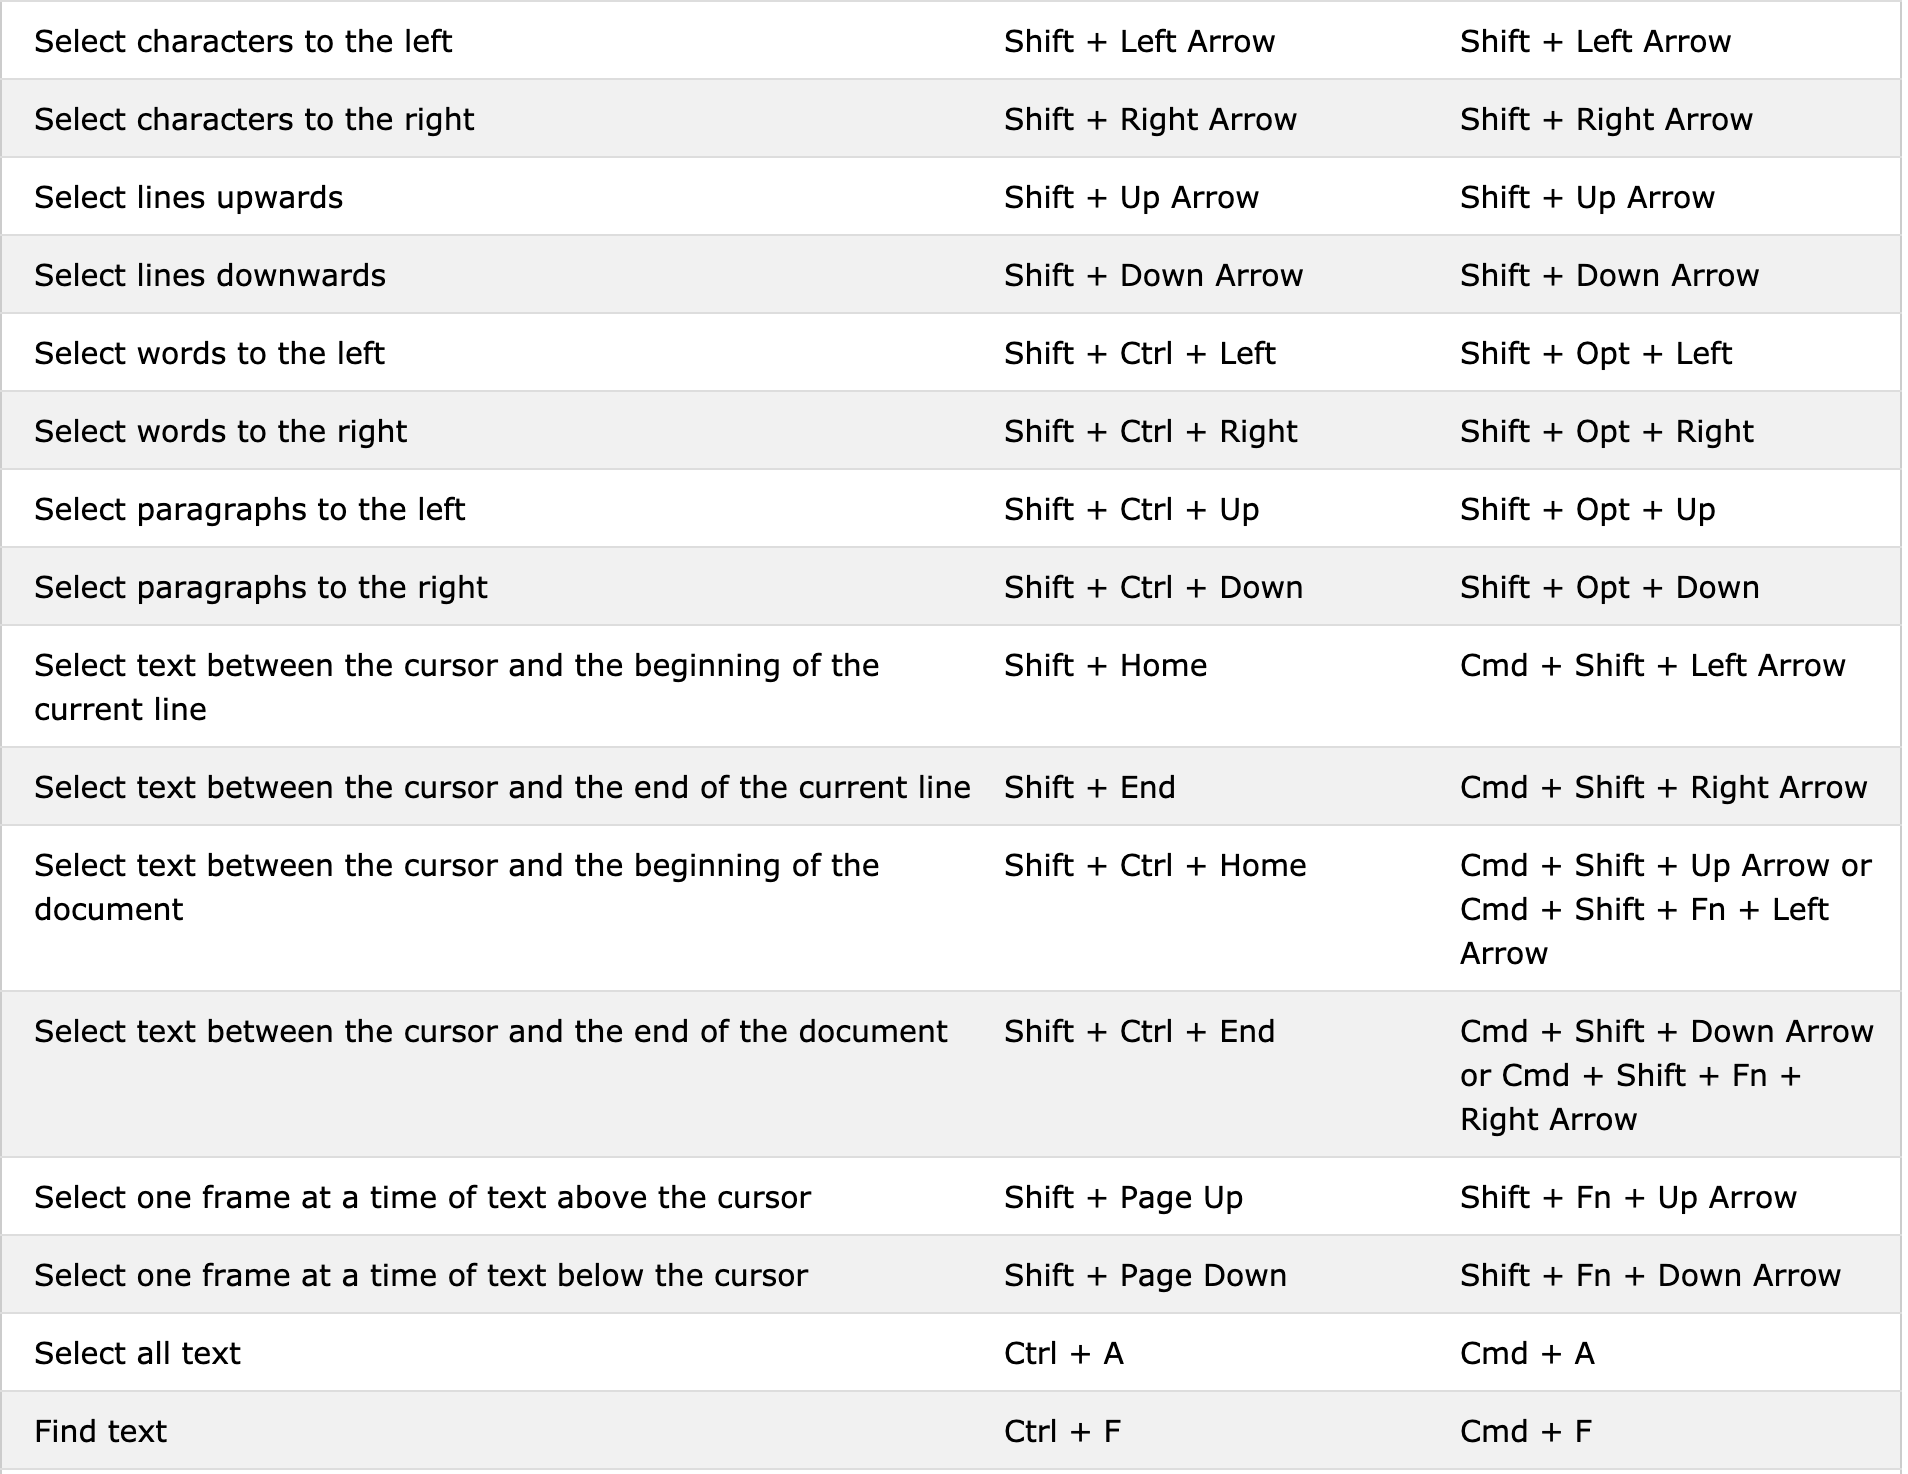 Select characters to the left Shift + Left Arrow Shift + Left Arrow
Select characters to the right Shift + Right Arrow Shift + Right Arrow
Select lines upwards Shift + Up Arrow Shift + Up Arrow
Select lines downwards Shift + Down Arrow Shift + Down Arrow
Select words to the left Shift + Ctrl + Left Shift + Opt + Left
Select words to the right Shift + Ctrl + Right Shift + Opt + Right
Select paragraphs to the left Shift + Ctrl + Up Shift + Opt + Up
Select paragraphs to the right Shift + Ctrl + Down Shift + Opt + Down
Select text between the cursor and the beginning of the Shift + Home Cmd + Shift + Left Arrow
current line
Select text between the cursor and the end of the current line Shift + End Cmd + Shift + Right Arrow
Select text between the cursor and the beginning of the Shift + Ctrl + Home Cmd + Shift + Up Arrow or
document Cmd + Shift + Fn + Left
Arrow
Select text between the cursor and the end of the document Shift + Ctrl + End Cmd + Shift + Down Arrow
or Cmd + Shift + Fn +
Right Arrow
Select one frame at a time of text above the cursor Shift + Page Up Shift + Fn + Up Arrow
Select one frame at a time of text below the cursor Shift + Page Down Shift + Fn + Down Arrow
Select all text Ctrl + A Cmd + A
Find text Ctrl + F Cmd + F